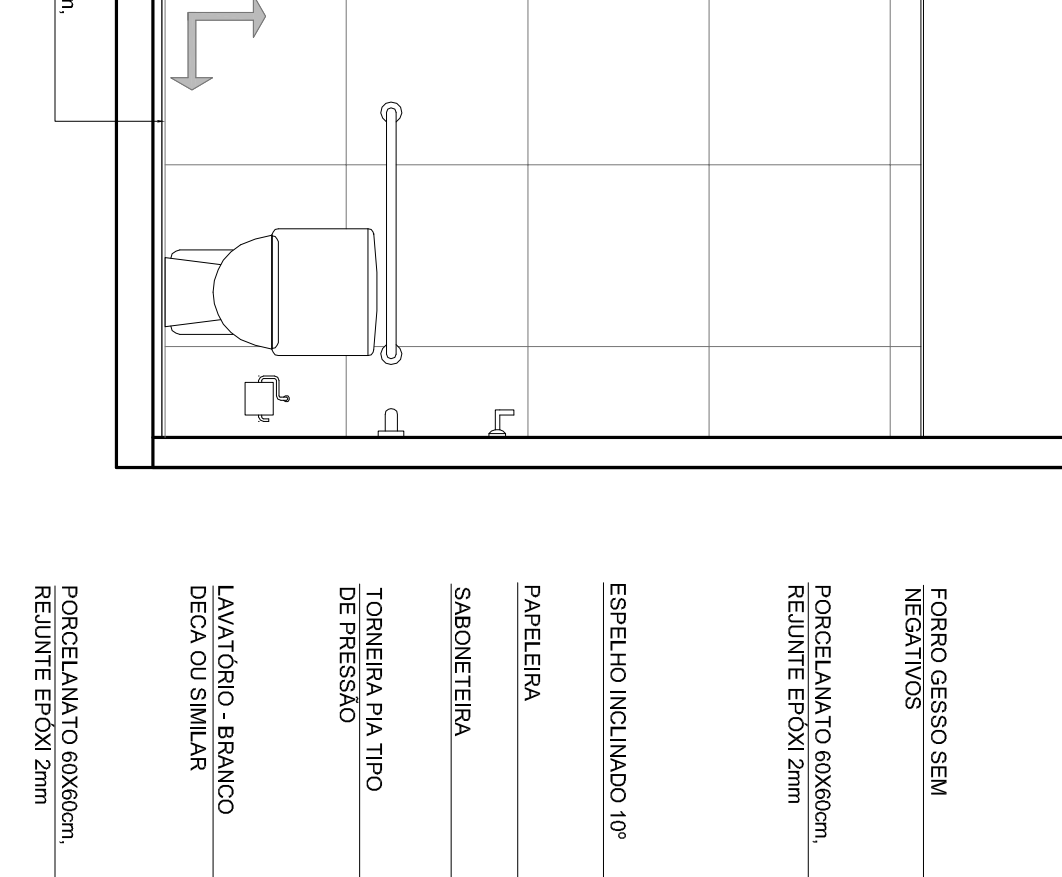 FORRO GESSO SEM
NEGATIVOS
PORCELANATO 60X60cm,
REJUNTE EPÓXI 2mm
ESPELHO INCLINADO 10º
PAPELEIRA
SABONETEIRA
TORNEIRA PIA TIPO
DE PRESSÃO
LAVATÓRIO - BRANCO
DECA OU SIMILAR
PORCELANATO 60X60cm,
REJUNTE EPÓXI 2mm